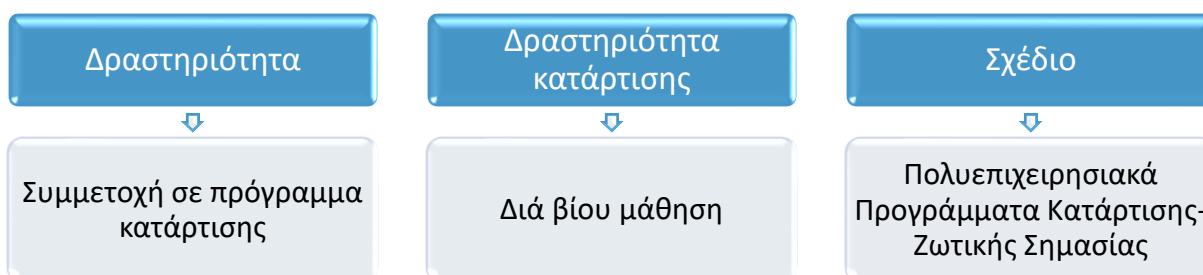 Δραστηριότητα
Συμμετοχή σε πρόγραμμα
κατάρτισης
Δραστηριότητα
κατάρτισης
Διά βίου μάθηση
Σχέδιο
Πολυεπιχειρησιακά
Προγράμματα Κατάρτισης-
Ζωτικής Σημασίας